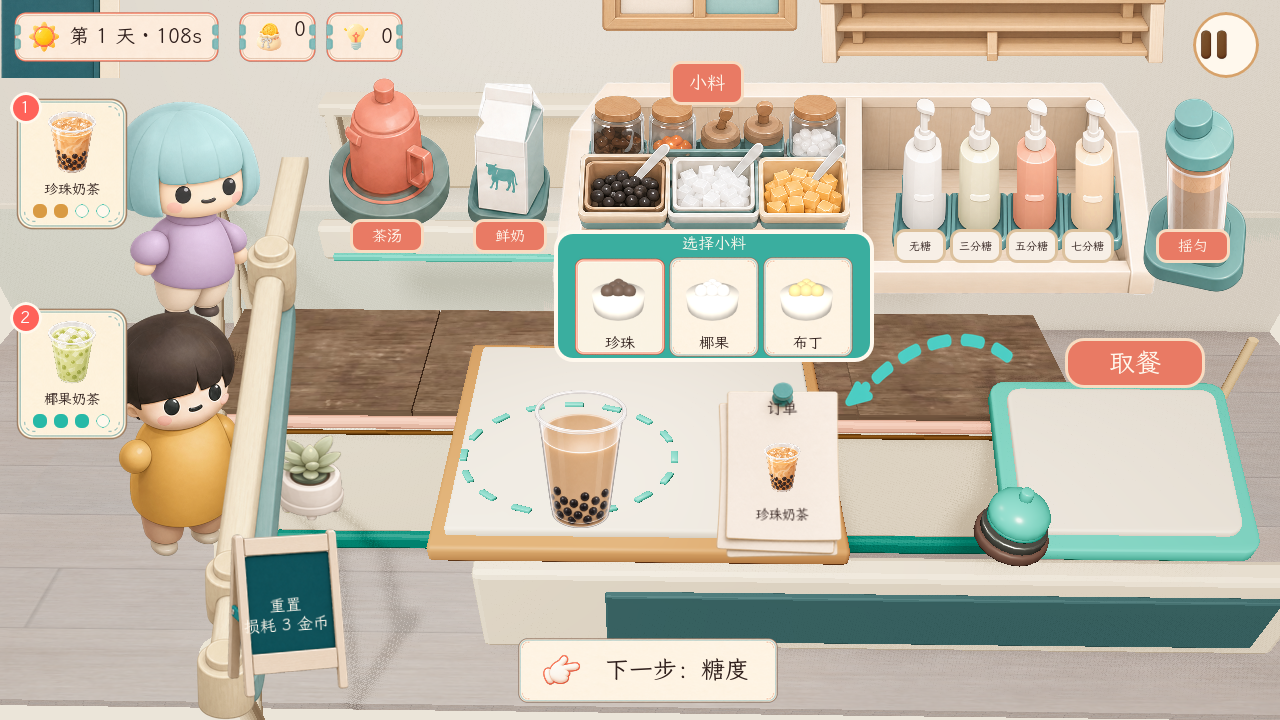 第 1 天·108s
0
0
小料
1
珍珠奶茶
2
椰果奶茶
茶汤
鲜奶
选择小料
珍珠
椰果
布丁
无糖
三分糖
五分糖
七分糖
摇匀
取餐
订单
珍珠奶茶
重置
损耗 3 金币
下一步：糖度